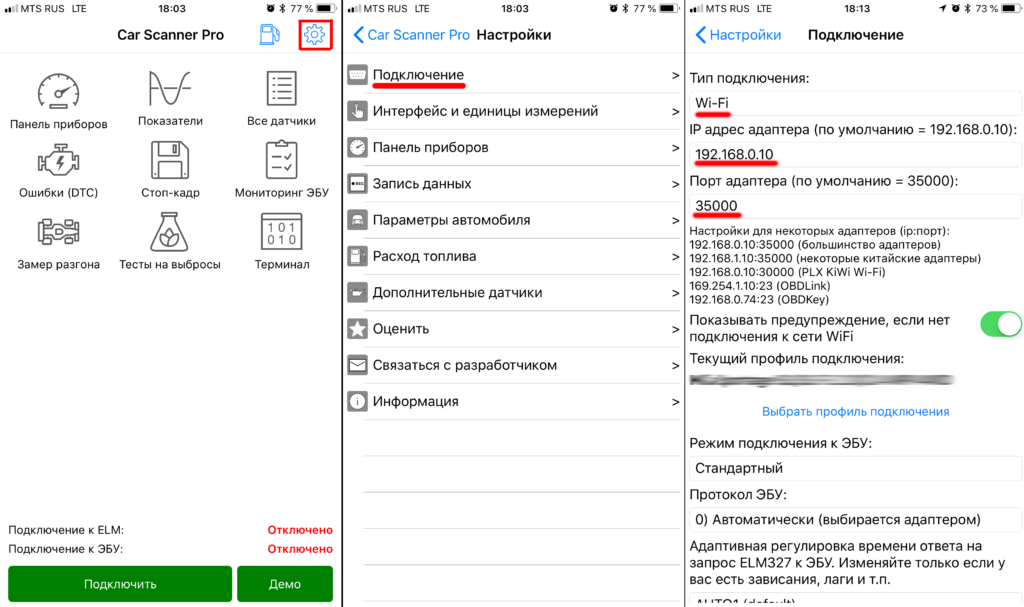 MTS RUS LTE 18:03 77 %
Car Scanner Pro
Панель приборов
Показатели
Все датчики
Ошибки (DTC)
Стоп-кадр
Мониторинг ЭБУ
101
010
Замер разгона
Тесты на выбросы
Терминал
Подключение к ELM: Отключено
Подключение к ЭБУ: Отключено
Подключить
Демо
MTS RUS LTE 18:03 77 %
Car Scanner Pro Настройки
Подключение >
Интерфейс и единицы измерений >
Панель приборов >
REC
Запись данных >
Параметры автомобиля >
Расход топлива >
Дополнительные датчики >
Оценить >
Связаться с разработчиком >
Информация >
MTS RUS LTE 18:13 73 %
Настройки Подключение
Тип подключения:
Wi-Fi
IP адрес адаптера (по умолчанию = 192.168.0.10):
192.168.0.10
Порт адаптера (по умолчанию = 35000):
35000
Настройки для некоторых адаптеров (ip:порт):
192.168.0.10:35000 (большинство адаптеров)
192.168.1.10:35000 (некоторые китайские адаптеры)
192.168.0.10:30000 (PLX KiWi Wi-Fi)
169.254.1.10:23 (OBDLink)
192.168.0.74:23 (OBDKey)
Показывать предупреждение, если нет
подключения к сети WiFi
Текущий профиль подключения:
Выбрать профиль подключения
Режим подключения к ЭБУ:
Стандартный
Протокол ЭБУ:
0) Автоматически (выбирается адаптером)
Адаптивная регулировка времени ответа на
запрос ELM327 к ЭБУ. Изменяйте только если у
вас есть зависания, лаги и т.п.
AUTO1 (default)